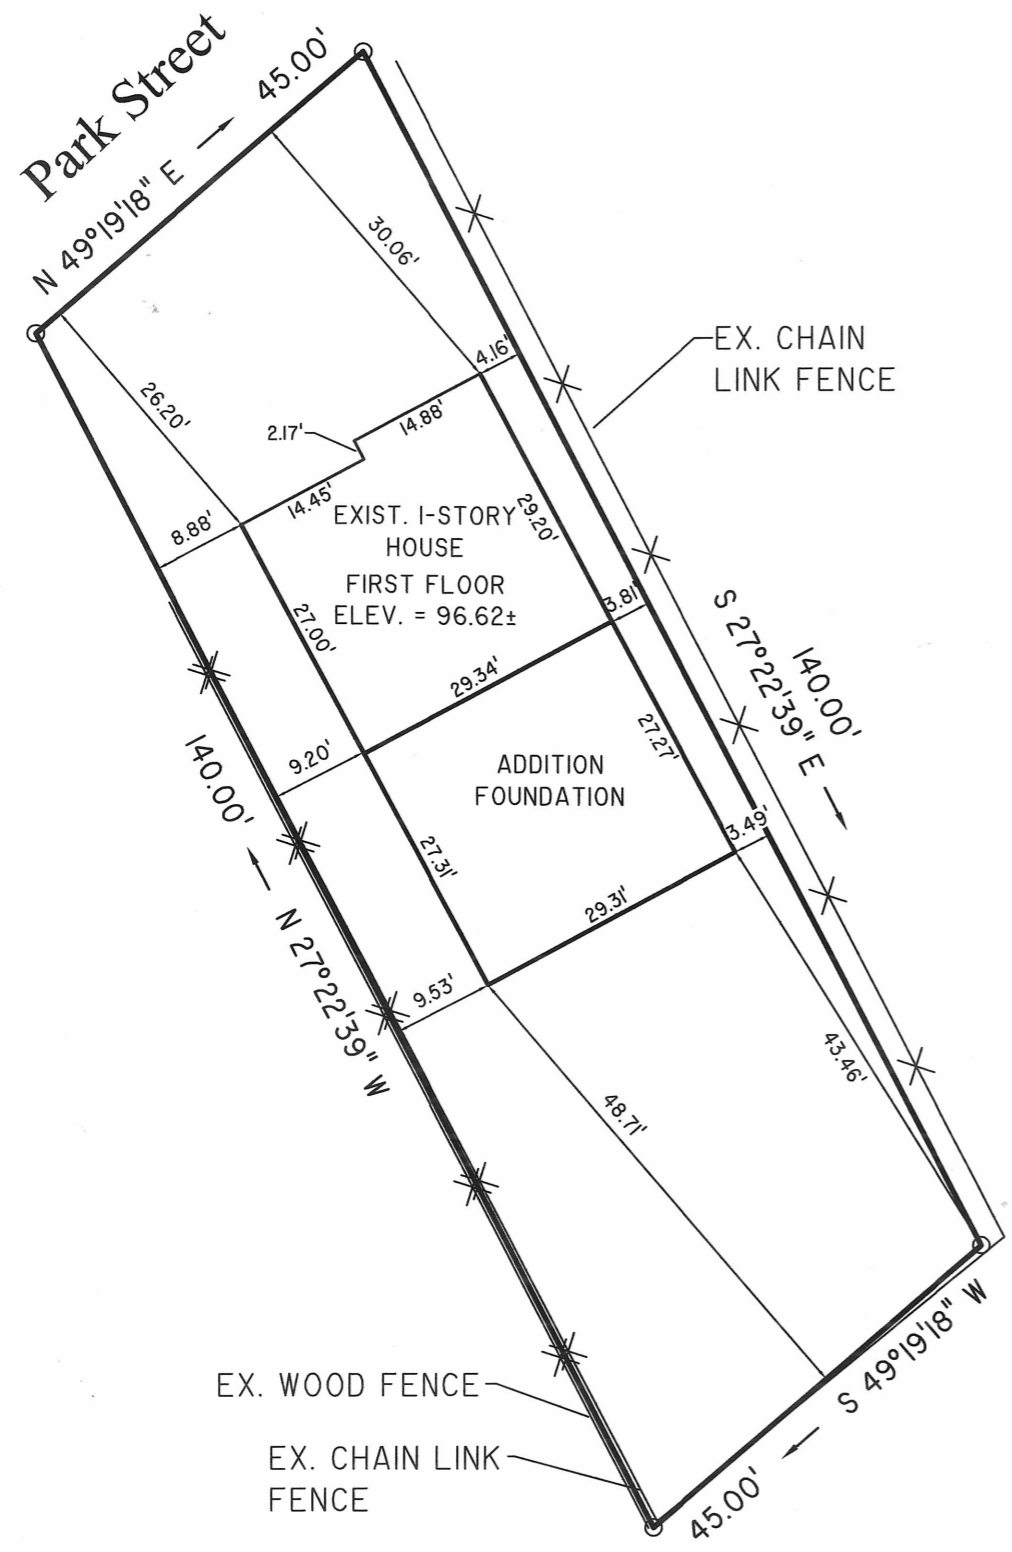 Park Street
N 49°19'18" E
45.00'
30.06'
26.20'
4.16'
EX. CHAIN
LINK FENCE
2.17'
14.88'
14.45'
8.88'
EXIST. 1-STORY
HOUSE
FIRST FLOOR
ELEV. = 96.62±
29.20'
27.00'
3.81'
29.34'
S 27°22'39" E
140.00'
9.20'
140.00'
N 27°22'39" W
ADDITION
FOUNDATION
27.27'
27.31'
3.49'
29.31'
9.53'
43.46'
48.71'
S 49°19'18" W
45.00'
EX. WOOD FENCE
EX. CHAIN LINK
FENCE